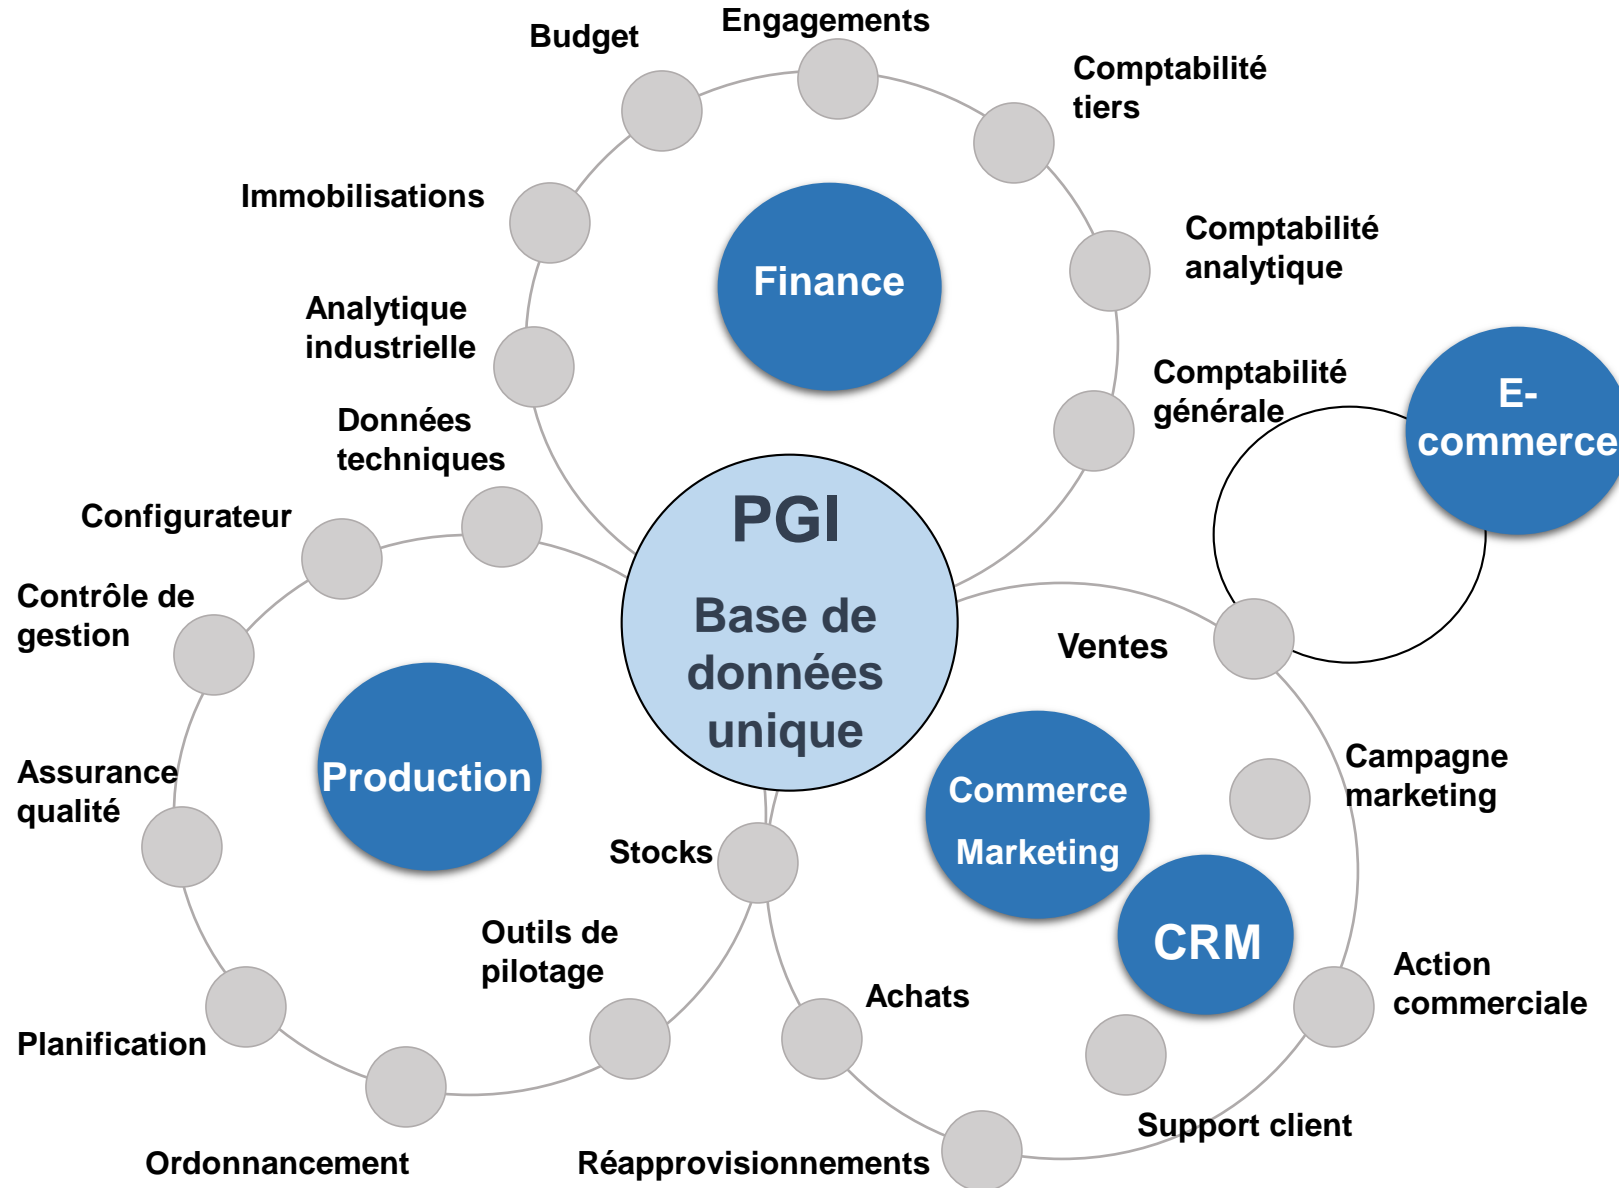 Engagements
Budget
Comptabilité
tiers
Immobilisations
Comptabilité
analytique
Finance
Analytique
industrielle
Comptabilité
générale
E-
commerce
Données
techniques
PGI
Base de
données
unique
Configurateur
Contrôle de
gestion
Ventes
Assurance
qualité
Production
Commerce
Marketing
Campagne
marketing
Stocks
CRM
Outils de
pilotage
Achats
Action
commerciale
Planification
Support client
Ordonnancement
Réapprovisionnements